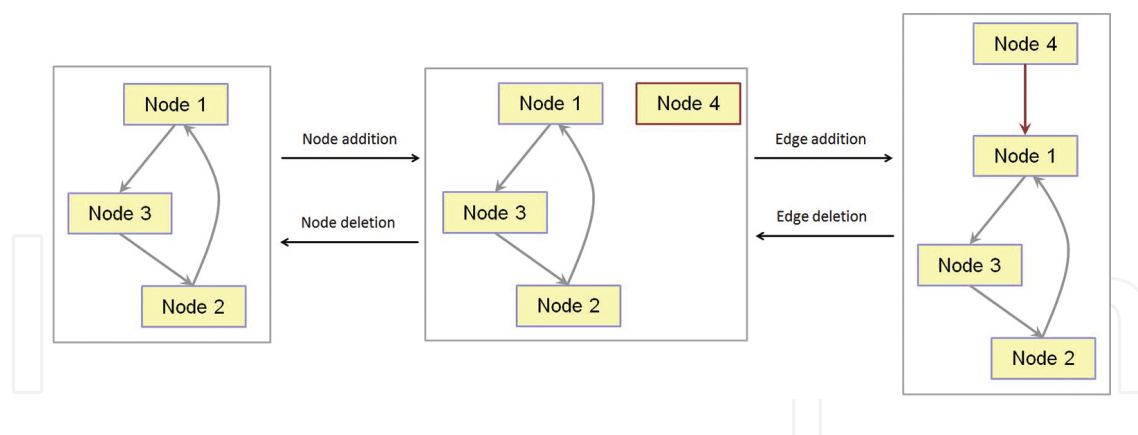 Node 1
Node 3
Node 2
Node addition
Node deletion
Node 1
Node 4
Node 3
Node 2
Edge addition
Edge deletion
Node 4
Node 1
Node 3
Node 2